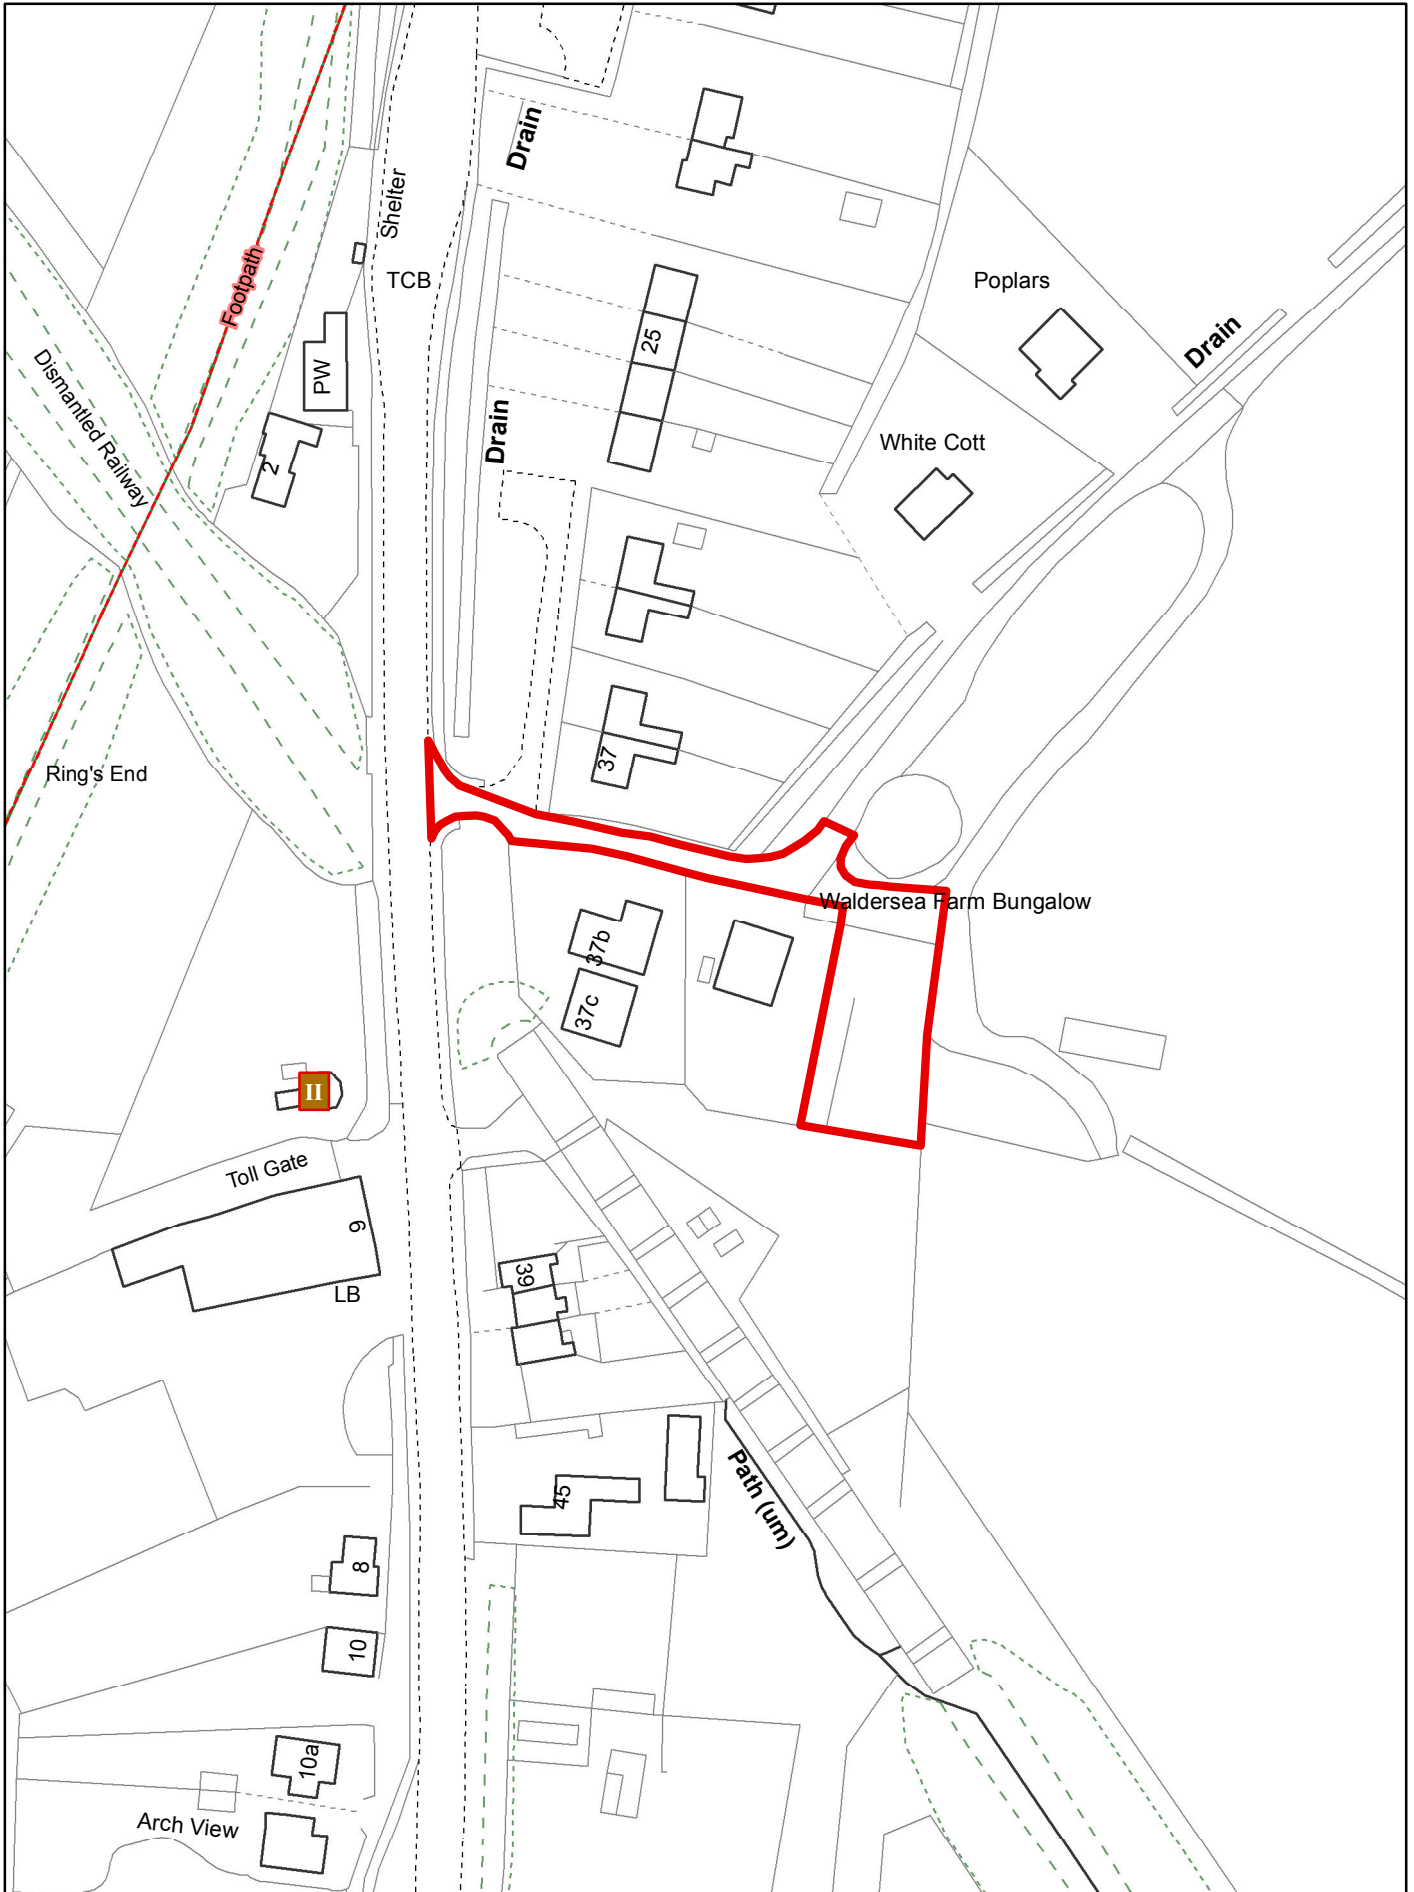 Drain
Shelter
TCB
Footpath
Poplars
25
Drain
PW
Dismantled Railway
Drain
White Cott
2
37
Ring's End
Waldersea Farm Bungalow
37b
37c
II
Toll Gate
6
39
LB
45
Path (um)
8
10
10a
Arch View